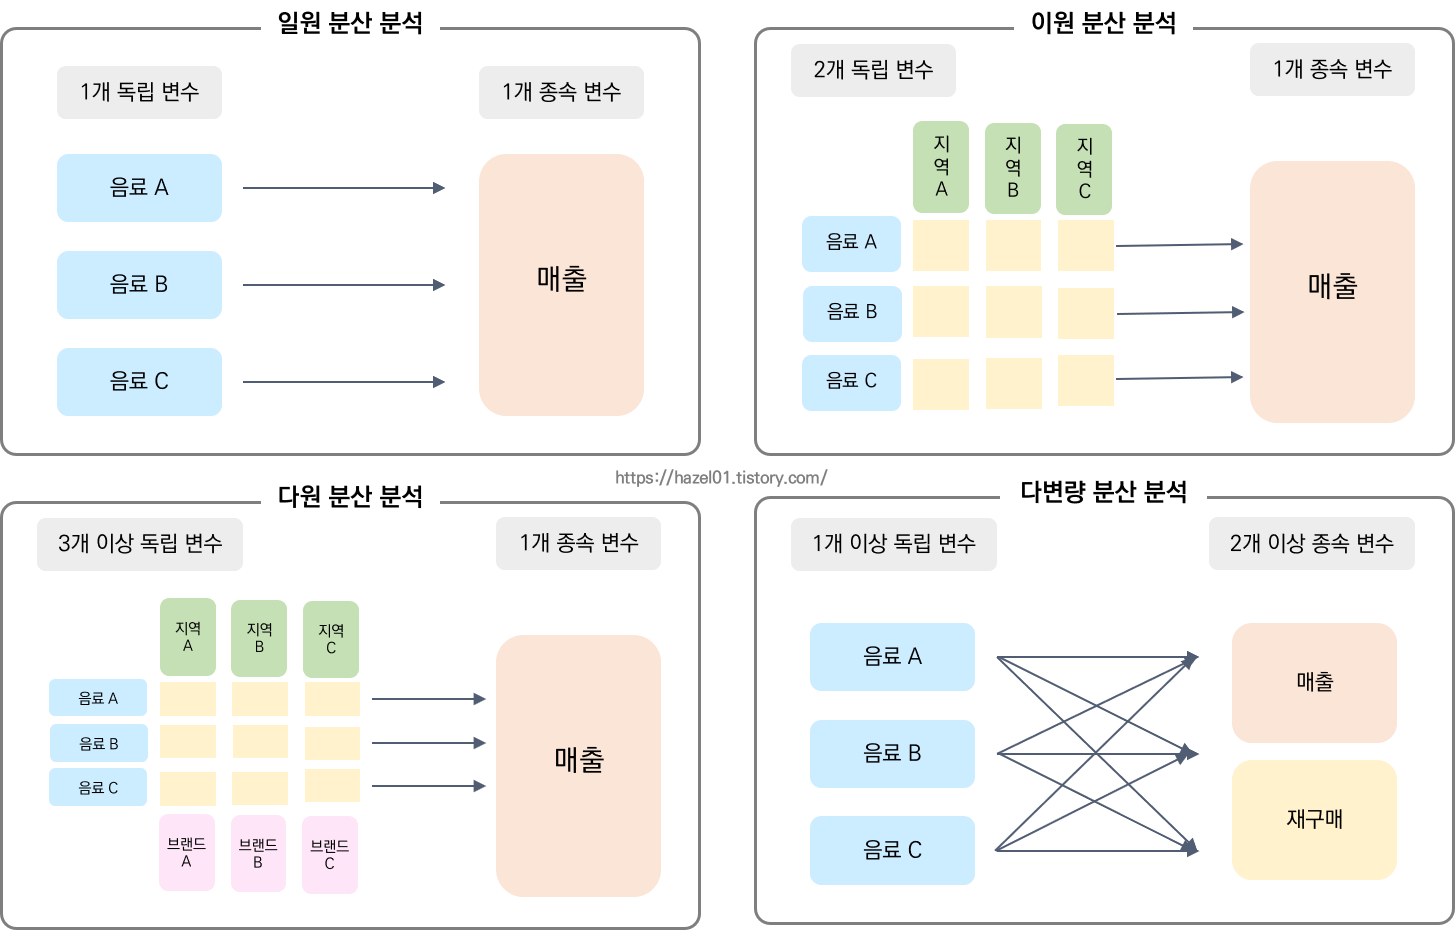 일원 분산 분석
1개 독립 변수
1개 종속 변수
음료 A
음료 B
음료 C
매출
이원 분산 분석
2개 독립 변수
1개 종속 변수
지
역
A
지
역
B
지
역
C
음료 A
음료 B
음료 C
매출
https://hazel01.tistory.com/
다원 분산 분석
3개 이상 독립 변수
1개 종속 변수
지역
A
지역
B
지역
C
음료 A
음료 B
음료 C
브랜드
A
브랜드
B
브랜드
C
매출
다변량 분산 분석
1개 이상 독립 변수
2개 이상 종속 변수
음료 A
음료 B
음료 C
매출
재구매